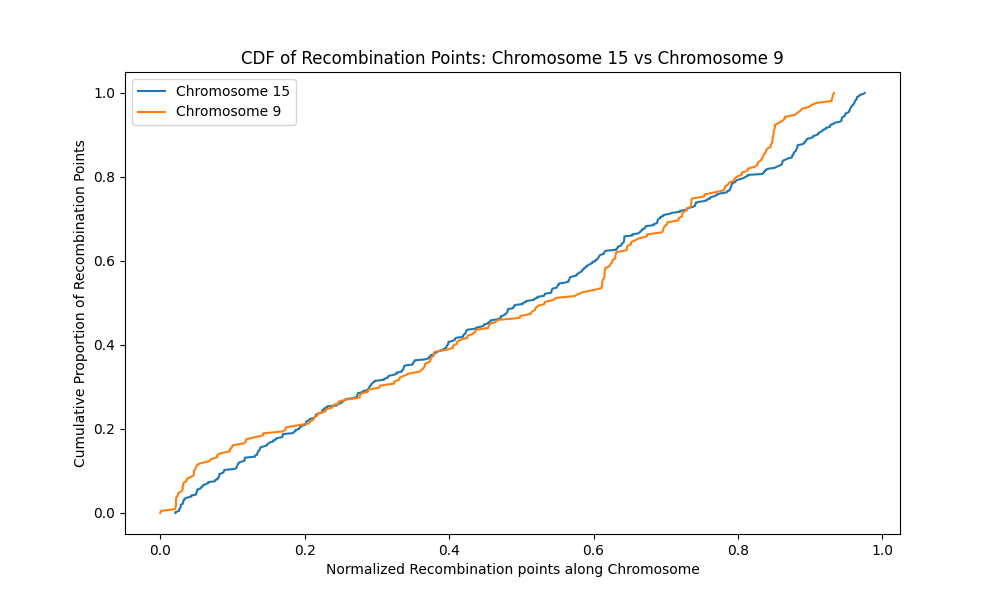 CDF of Recombination Points: Chromosome 15 vs Chromosome 9
Chromosome 15
Chromosome 9
Cumulative Proportion of Recombination Points
1.0
0.8
0.6
0.4
0.2
0.0
0.0 0.2 0.4 0.6 0.8 1.0
Normalized Recombination points along Chromosome